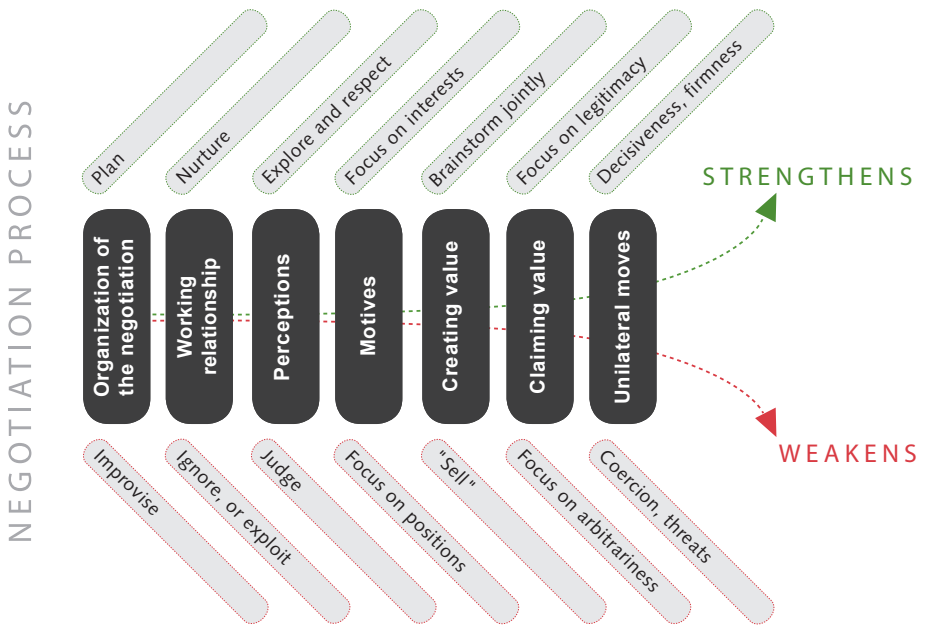 NEGOTIATION PROCESS
Plan
Nurture
Explore and respect
Focus on interests
Brainstorm jointly
Focus on legitimacy
Decisiveness, firmness
STRENGTHENS
Organization of
the negotiation
Working
relationship
Perceptions
Motives
Creating value
Claiming value
Unilateral moves
WEAKENS
Improvise
Ignore, or exploit
Judge
Focus on positions
"Sell"
Focus on arbitrariness
Coercion, threats